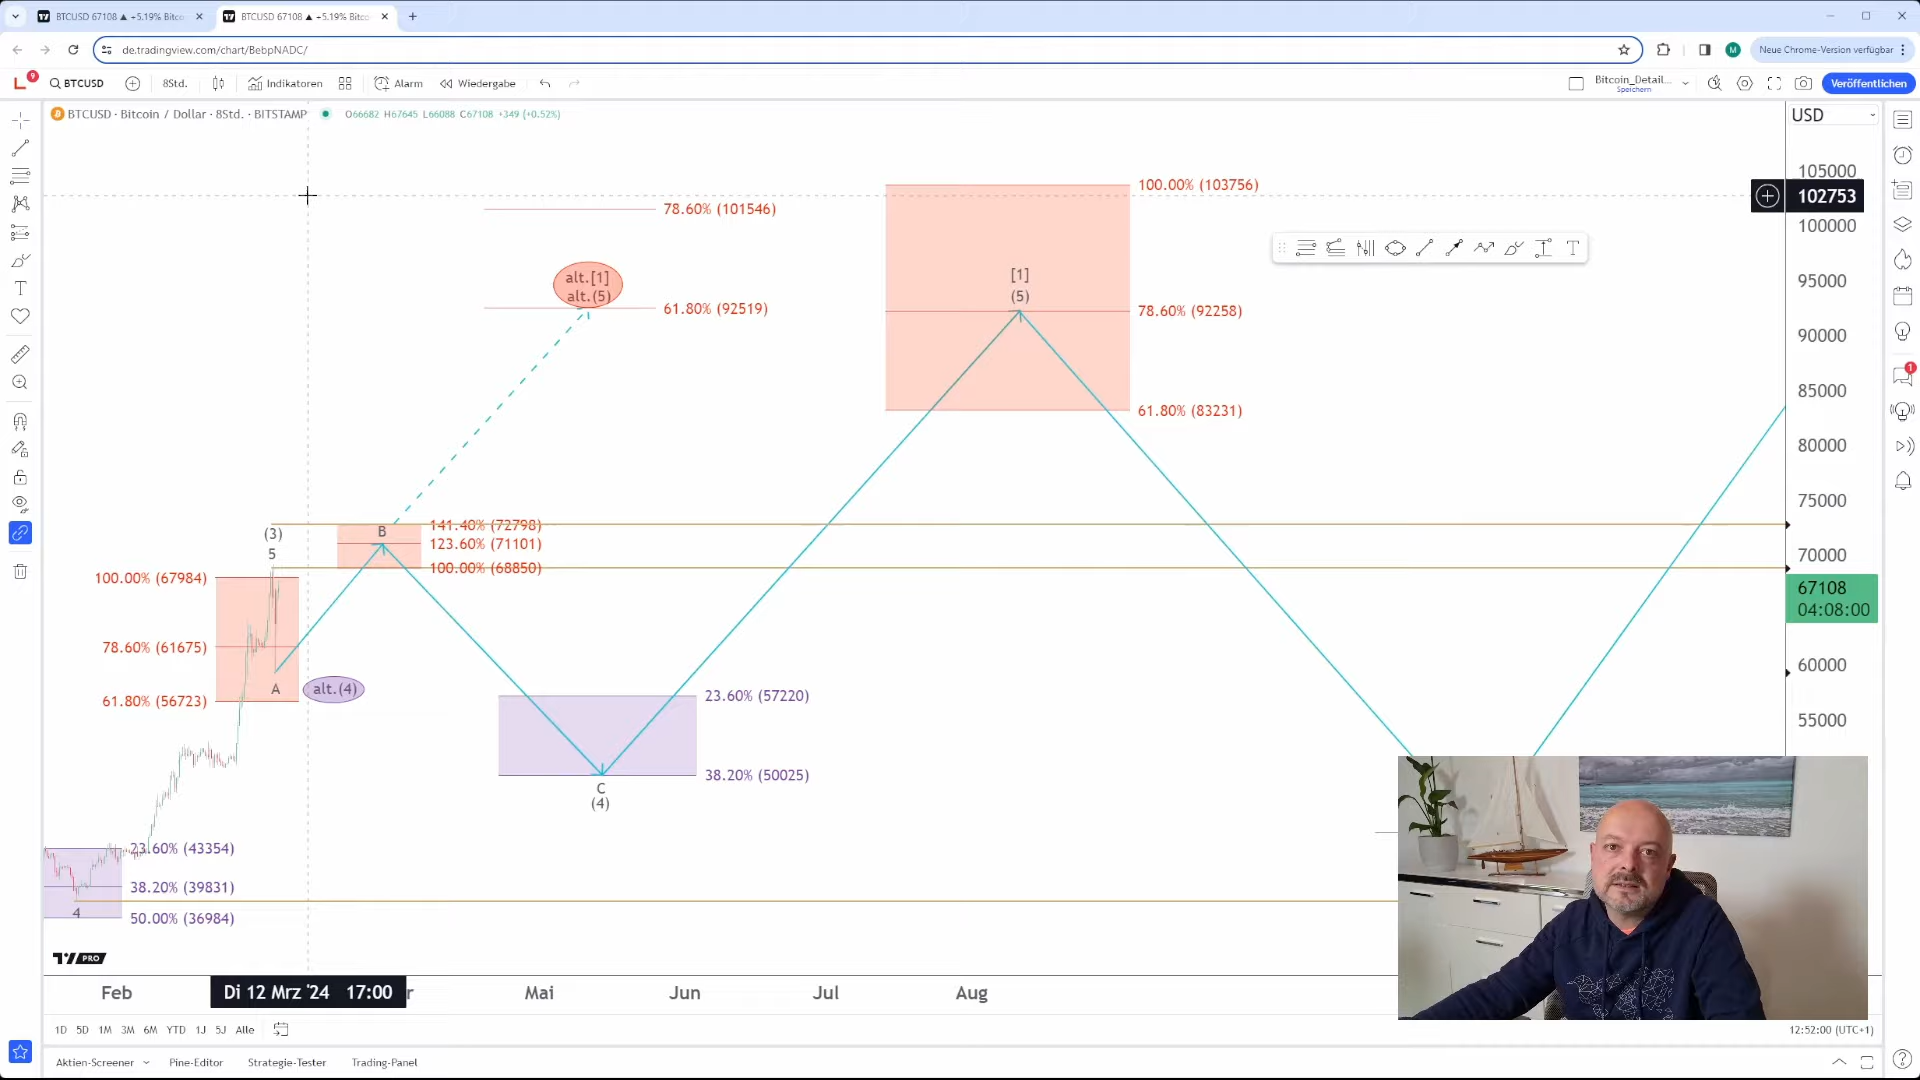 BTCUSD 67108 ▲ +5.19% Bitco
BTCUSD 67108 ▲ +5.19% Bitco
de.tradingview.com/chart/BebpNADC/
M
Neue Chrome-Version verfügbar
L
9
BTCUSD
8Std.
Indikatoren
Alarm
Wiedergabe
Bitcoin_Detail...
Speichern
Veröffentlichen
BTCUSD · Bitcoin / Dollar · 8Std. · BITSTAMP
O66682 H67645 L66088 C67108 +349 (+0.52%)
USD
105000
102753
100000
95000
90000
85000
80000
75000
70000
67108
04:08:00
60000
55000
100.00% (103756)
78.60% (101546)
alt.[1]
alt.(5)
[1]
(5)
61.80% (92519)
78.60% (92258)
61.80% (83231)
(3)
5
B
141.40% (72798)
123.60% (71101)
100.00% (68850)
100.00% (67984)
78.60% (61675)
61.80% (56723)
A
alt.(4)
23.60% (57220)
38.20% (50025)
C
(4)
23.60% (43354)
38.20% (39831)
50.00% (36984)
4
PRO
Feb
Di 12 Mrz '24 17:00
r
Mai
Jun
Jul
Aug
1D 5D 1M 3M 6M YTD 1J 5J Alle
12:52:00 (UTC+1)
Aktien-Screener
Pine-Editor
Strategie-Tester
Trading-Panel
1